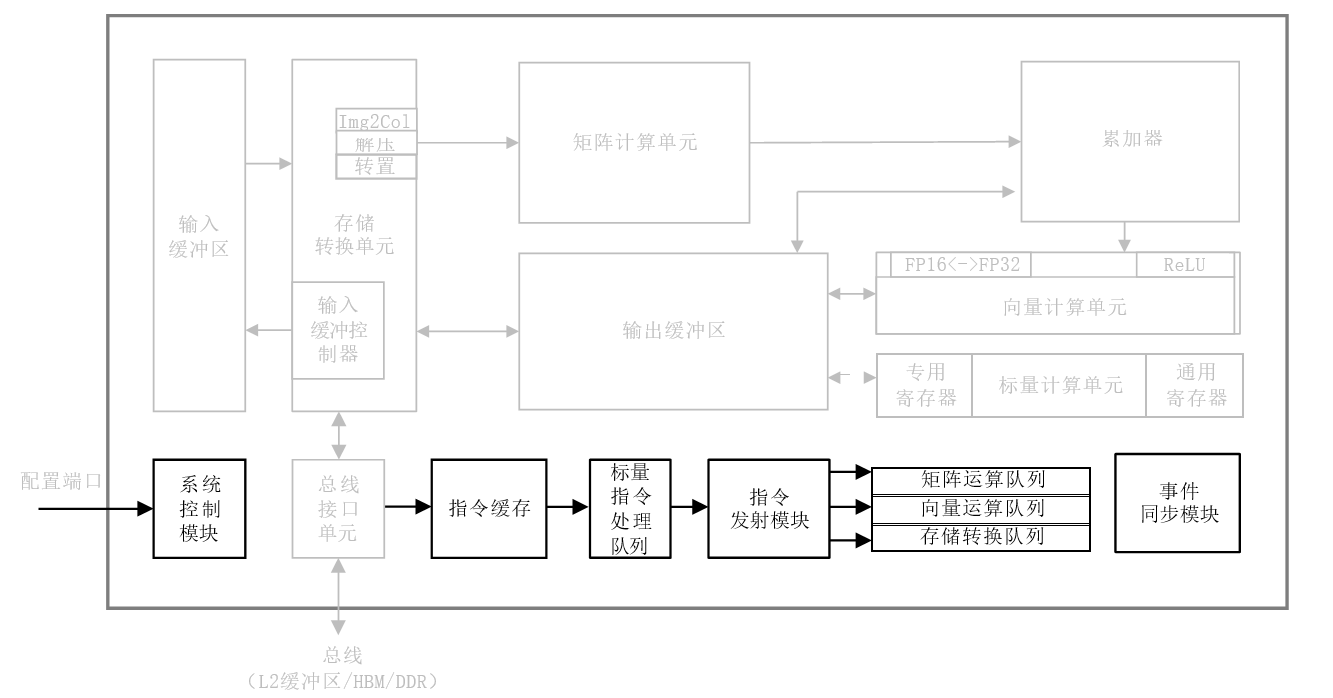 Img2Col
解压
转置
矩阵计算单元
累加器
输入
缓冲区
存储
转换单元
FP16<->FP32
ReLU
向量计算单元
输入
缓冲控
制器
输出缓冲区
专用
寄存器
标量计算单元
通用
寄存器
配置端口
系统
控制
模块
总线
接口
单元
指令缓存
标量
指令
处理
队列
指令
发射模块
矩阵运算队列
向量运算队列
存储转换队列
事件
同步模块
总线
（L2缓冲区/HBM/DDR）